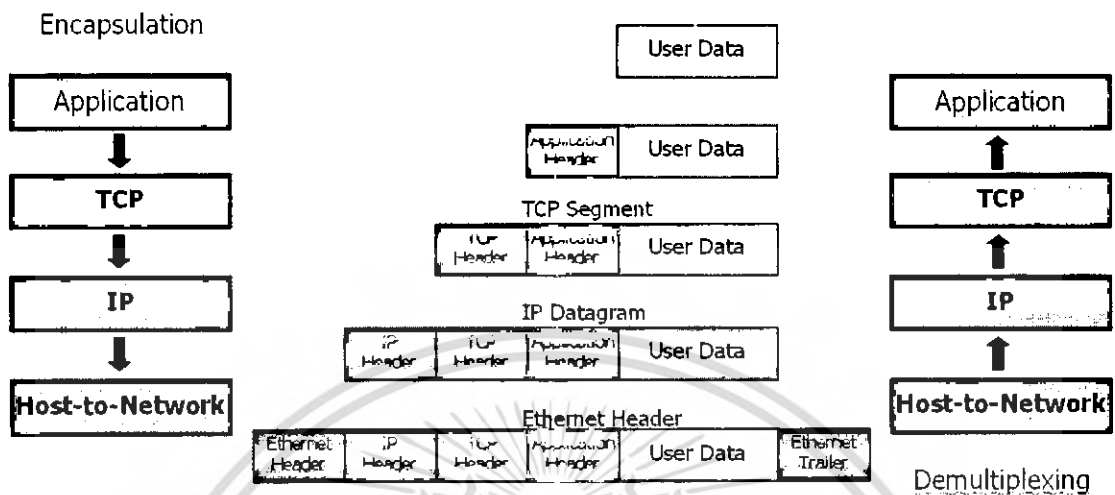 Encapsulation
Application
TCP
IP
Host-to-Network
User Data
Application Header
User Data
TCP Segment
TCP Header
Application Header
User Data
IP Datagram
IP Header
TCP Header
Application Header
User Data
Ethernet Header
Ethernet Header
IP Header
TCP Header
Application Header
User Data
Ethernet Trailer
Application
TCP
IP
Host-to-Network
Demultiplexing